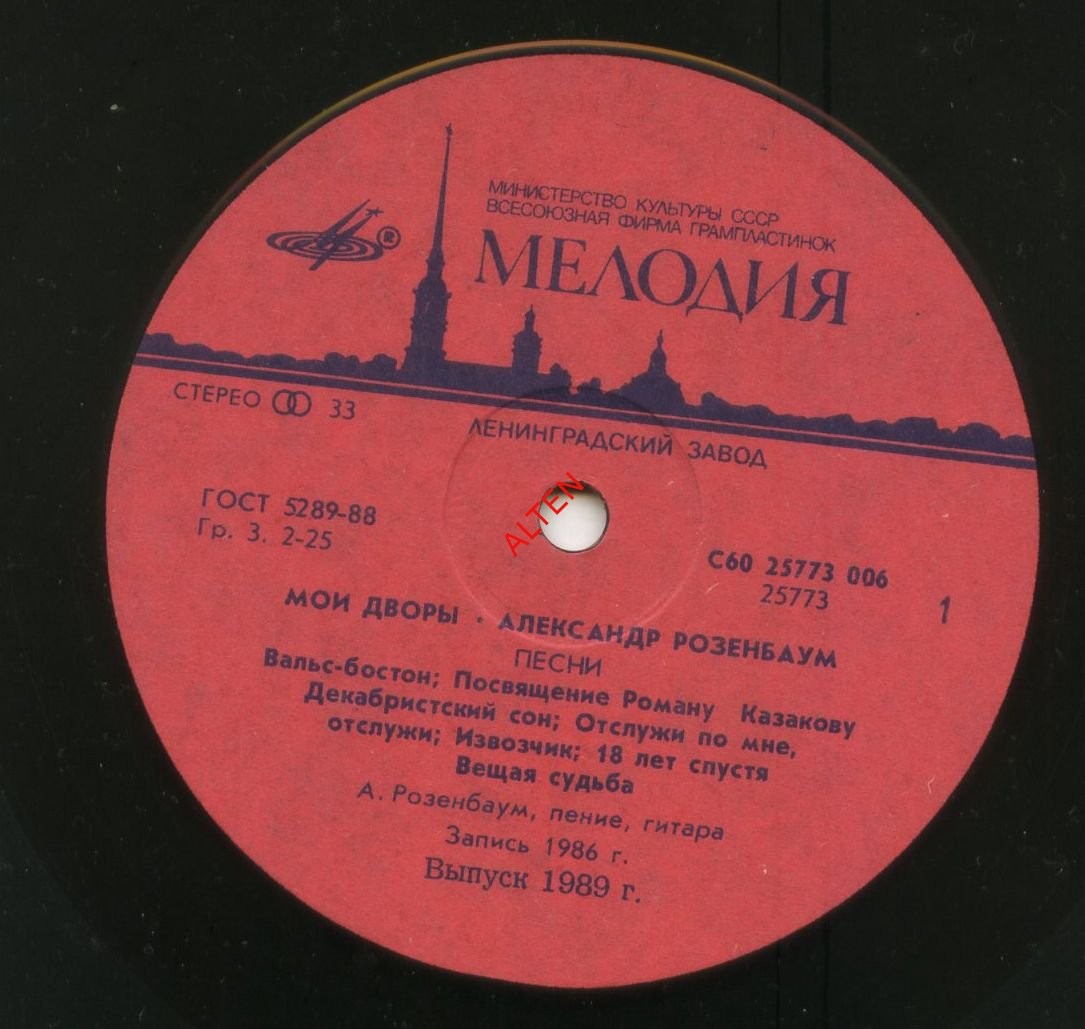 МИНИСТЕРСТВО КУЛЬТУРЫ СССР
ВСЕСОЮЗНАЯ ФИРМА ГРАМПЛАСТИНОК
МЕЛОДИЯ
®
СТЕРЕО 33
ЛЕНИНГРАДСКИЙ ЗАВОД
ALTEN
ГОСТ 5289-88
Гр. 3. 2-25
С60 25773 006
25773
1
МОИ ДВОРЫ · АЛЕКСАНДР РОЗЕНБАУМ
ПЕСНИ
Вальс-бостон; Посвящение Роману Казакову
Декабристский сон; Отслужи по мне,
отслужи; Извозчик; 18 лет спустя
Вещая судьба
А. Розенбаум, пение, гитара
Запись 1986 г.
Выпуск 1989 г.